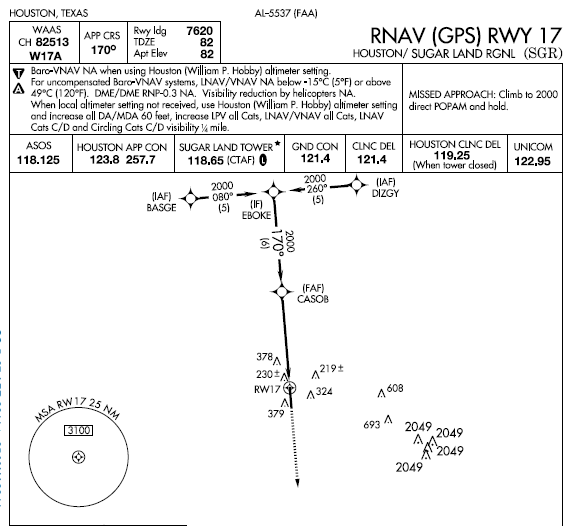 HOUSTON, TEXAS
AL-5537 (FAA)
WAAS
CH 82513
W17A
APP CRS
170°
Rwy ldg 7620
TDZE 82
Apt Elev 82
RNAV (GPS) RWY 17
HOUSTON/ SUGAR LAND RGNL (SGR)
T
A
Baro-VNAV NA when using Houston (William P. Hobby) altimeter setting.
For uncompensated Baro-VNAV systems, LNAV/VNAV NA below -15°C (5°F) or above
49°C (120°F). DME/DME RNP-0.3 NA. Visibility reduction by helicopters NA.
When local altimeter setting not received, use Houston (William P. Hobby) altimeter setting
and increase all DA/MDA 60 feet, increase LPV all Cats, LNAV/VNAV all Cats, LNAV
Cats C/D and Circling Cats C/D visibility ¼ mile.
MISSED APPROACH: Climb to 2000
direct POPAM and hold.
ASOS
118.125
HOUSTON APP CON
123.8 257.7
SUGAR LAND TOWER★
118.65 (CTAF) L
GND CON
121.4
CLNC DEL
121.4
HOUSTON CLNC DEL
119.25
(When tower closed)
UNICOM
122.95
(IAF)
BASGE
2000
080°
(5)
(IF)
EBOKE
2000
260°
(5)
(IAF)
DIZGY
2000
170°
(6)
(FAF)
CASOB
378
230±
219±
RW17
324
379
608
693
2049
2049
2049
2049
MSA RW17 25 NM
3100